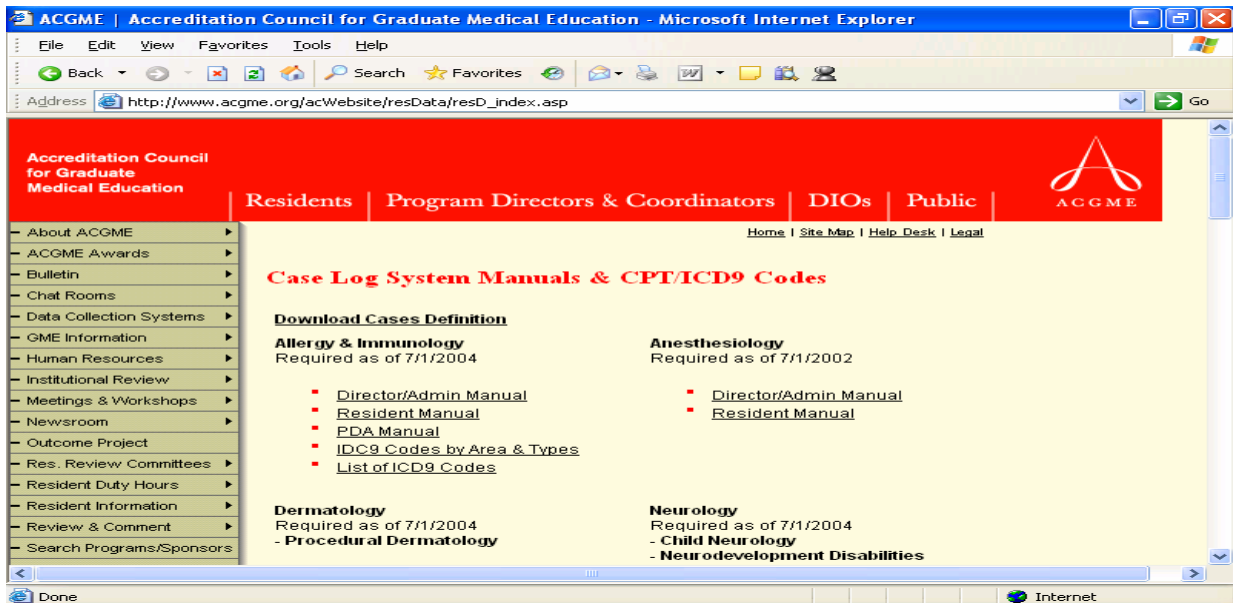 ACGME | Accreditation Council for Graduate Medical Education - Microsoft Internet Explorer
File Edit View Favorites Tools Help
Back Search Favorites
Address http://www.acgme.org/acWebsite/resData/resD_index.asp Go
Accreditation Council
for Graduate
Medical Education
Residents | Program Directors & Coordinators | DIOs | Public
ACGME
Home | Site Map | Help Desk | Legal
- About ACGME
- ACGME Awards
- Bulletin
- Chat Rooms
- Data Collection Systems
- GME Information
- Human Resources
- Institutional Review
- Meetings & Workshops
- Newsroom
- Outcome Project
- Res. Review Committees
- Resident Duty Hours
- Resident Information
- Review & Comment
- Search Programs/Sponsors
Case Log System Manuals & CPT/ICD9 Codes
Download Cases Definition
Allergy & Immunology
Required as of 7/1/2004
Director/Admin Manual
Resident Manual
PDA Manual
IDC9 Codes by Area & Types
List of ICD9 Codes
Anesthesiology
Required as of 7/1/2002
Director/Admin Manual
Resident Manual
Dermatology
Required as of 7/1/2004
- Procedural Dermatology
Neurology
Required as of 7/1/2004
- Child Neurology
- Neurodevelopment Disabilities
Done Internet